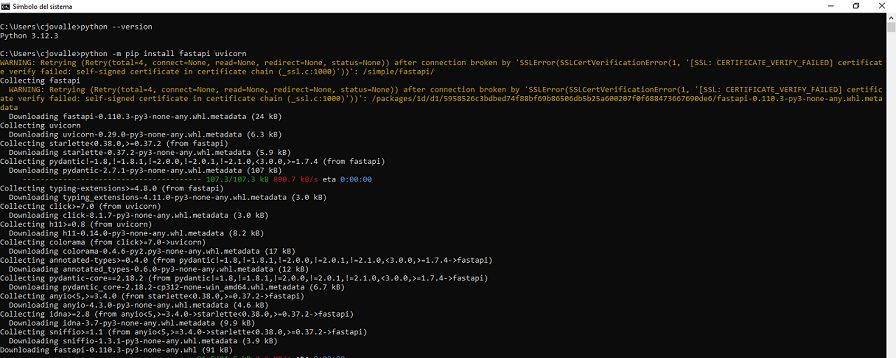 Símbolo del sistema
C:\Users\cjovalle>python --version
Python 3.12.3
C:\Users\cjovalle>python -m pip install fastapi uvicorn
WARNING: Retrying (Retry(total=4, connect=None, read=None, redirect=None, status=None)) after connection broken by 'SSLError(SSLCertVerificationError(1, '[SSL: CERTIFICATE_VERIFY_FAILED] certificat
e verify failed: self-signed certificate in certificate chain (_ssl.c:1000)'))': /simple/fastapi/
Collecting fastapi
  WARNING: Retrying (Retry(total=4, connect=None, read=None, redirect=None, status=None)) after connection broken by 'SSLError(SSLCertVerificationError(1, '[SSL: CERTIFICATE_VERIFY_FAILED] certific
ate verify failed: self-signed certificate in certificate chain (_ssl.c:1000)'))': /packages/1d/d1/5958526c3bdbed74f88bf69b86506db5b25a600207f0f688473667690de6/fastapi-0.110.3-py3-none-any.whl.meta
data
  Downloading fastapi-0.110.3-py3-none-any.whl.metadata (24 kB)
Collecting uvicorn
  Downloading uvicorn-0.29.0-py3-none-any.whl.metadata (6.3 kB)
Collecting starlette<0.38.0,>=0.37.2 (from fastapi)
  Downloading starlette-0.37.2-py3-none-any.whl.metadata (5.9 kB)
Collecting pydantic!=1.8,!=1.8.1,!=2.0.0,!=2.0.1,!=2.1.0,<3.0.0,>=1.7.4 (from fastapi)
  Downloading pydantic-2.7.1-py3-none-any.whl.metadata (107 kB)
     ---------------------------------------- 107.3/107.3 kB 800.7 kB/s eta 0:00:00
Collecting typing-extensions>=4.8.0 (from fastapi)
  Downloading typing_extensions-4.11.0-py3-none-any.whl.metadata (3.0 kB)
Collecting click>=7.0 (from uvicorn)
  Downloading click-8.1.7-py3-none-any.whl.metadata (3.0 kB)
Collecting h11>=0.8 (from uvicorn)
  Downloading h11-0.14.0-py3-none-any.whl.metadata (8.2 kB)
Collecting colorama (from click>=7.0->uvicorn)
  Downloading colorama-0.4.6-py2.py3-none-any.whl.metadata (17 kB)
Collecting annotated-types>=0.4.0 (from pydantic!=1.8,!=1.8.1,!=2.0.0,!=2.0.1,!=2.1.0,<3.0.0,>=1.7.4->fastapi)
  Downloading annotated_types-0.6.0-py3-none-any.whl.metadata (12 kB)
Collecting pydantic-core==2.18.2 (from pydantic!=1.8,!=1.8.1,!=2.0.0,!=2.0.1,!=2.1.0,<3.0.0,>=1.7.4->fastapi)
  Downloading pydantic_core-2.18.2-cp312-none-win_amd64.whl.metadata (6.7 kB)
Collecting anyio<5,>=3.4.0 (from starlette<0.38.0,>=0.37.2->fastapi)
  Downloading anyio-4.3.0-py3-none-any.whl.metadata (4.6 kB)
Collecting idna>=2.8 (from anyio<5,>=3.4.0->starlette<0.38.0,>=0.37.2->fastapi)
  Downloading idna-3.7-py3-none-any.whl.metadata (9.9 kB)
Collecting sniffio>=1.1 (from anyio<5,>=3.4.0->starlette<0.38.0,>=0.37.2->fastapi)
  Downloading sniffio-1.3.1-py3-none-any.whl.metadata (3.9 kB)
Downloading fastapi-0.110.3-py3-none-any.whl (91 kB)